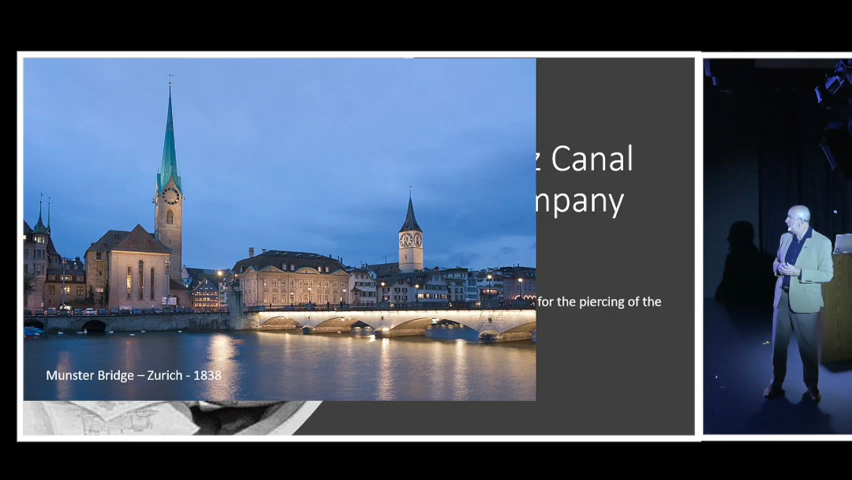 z Canal
mpany
for the piercing of the
Munster Bridge – Zurich - 1838